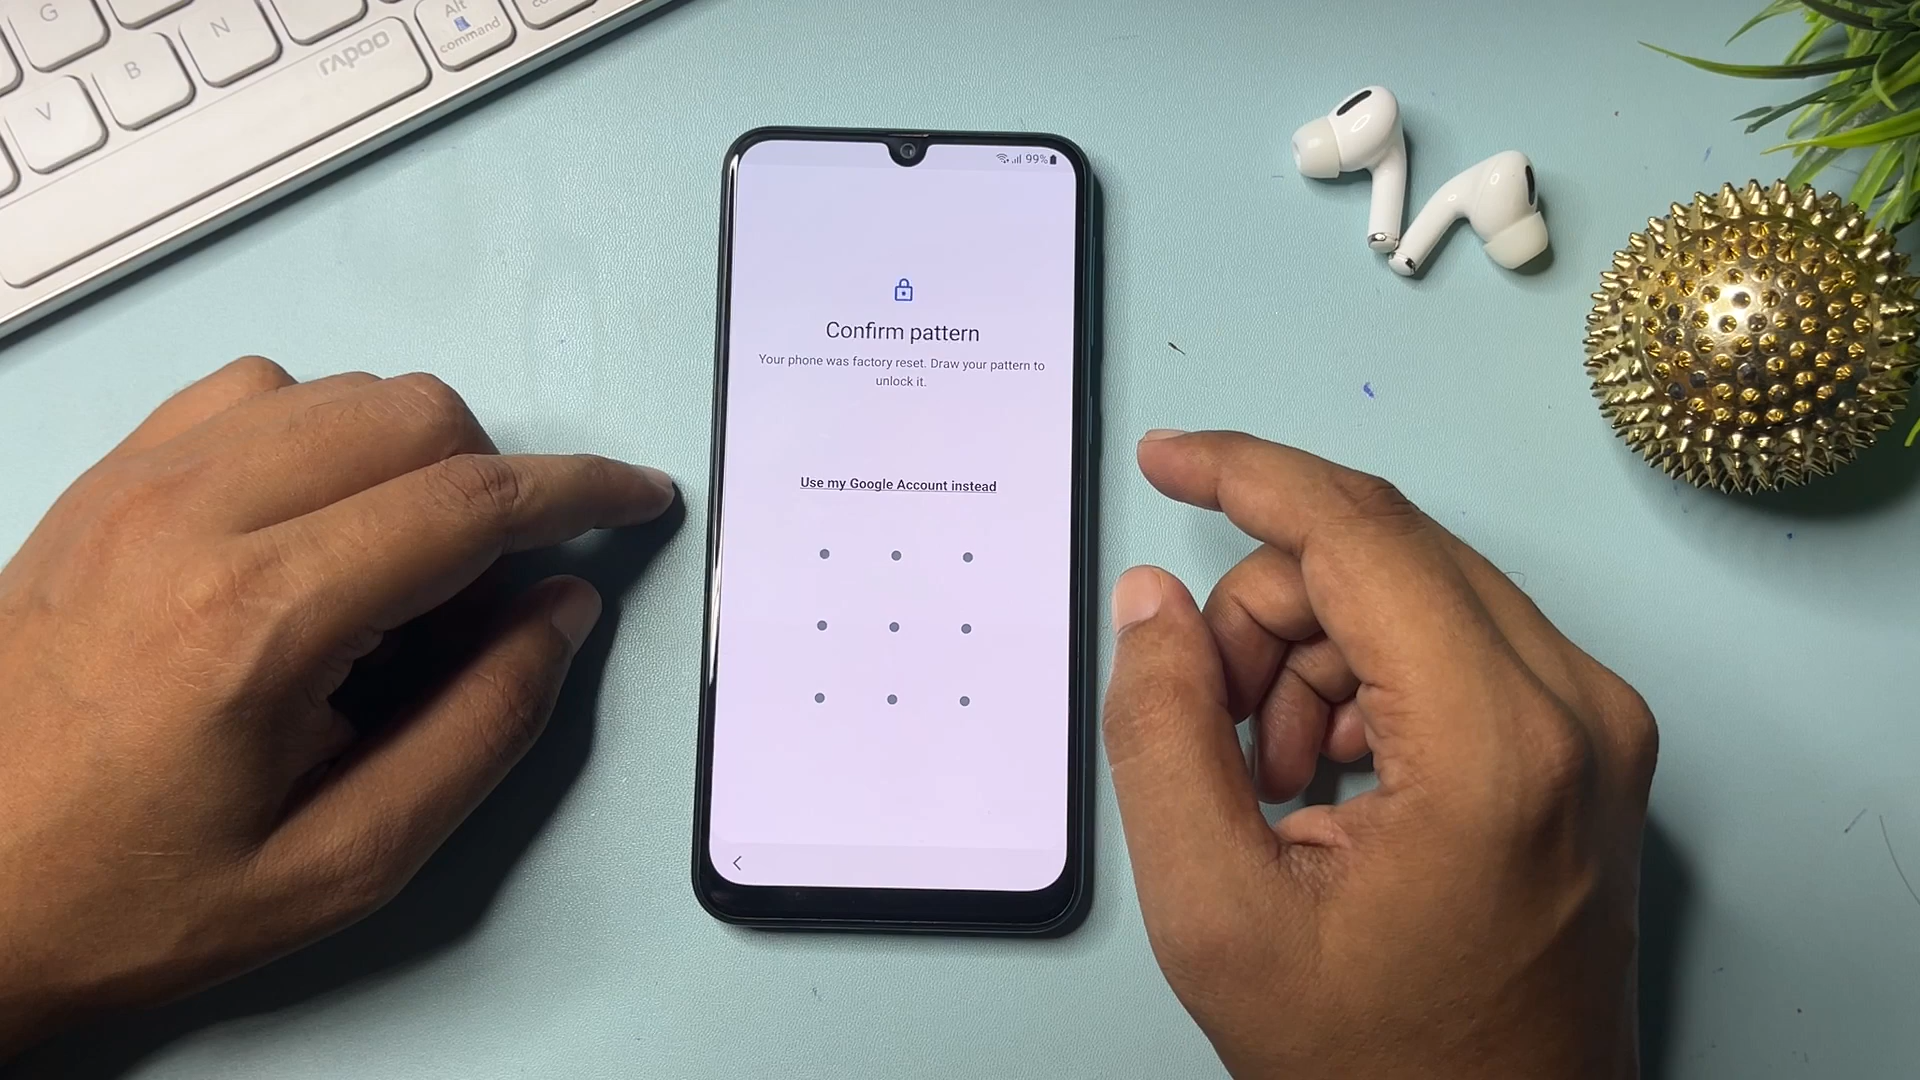 G
N
Alt
command
B
rapoo
V
99%
Confirm pattern
Your phone was factory reset. Draw your pattern to
unlock it.
Use my Google Account instead